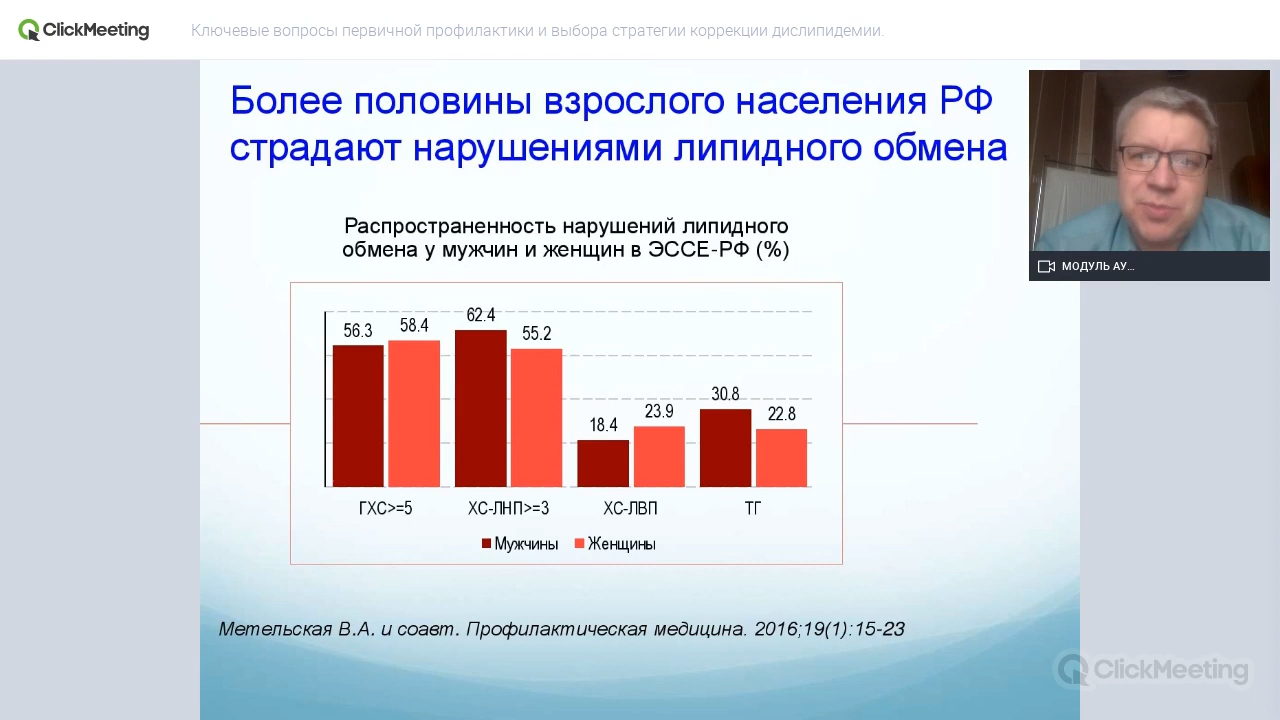 ClickMeeting
Ключевые вопросы первичной профилактики и выбора стратегии коррекции дислипидемии.
Более половины взрослого населения РФ
страдают нарушениями липидного обмена
МОДУЛЬ АУ...
Распространенность нарушений липидного
обмена у мужчин и женщин в ЭССЕ-РФ (%)
56.3 58.4 62.4 55.2 18.4 23.9 30.8 22.8
ГХС>=5 ХС-ЛНП>=3 ХС-ЛВП ТГ
Мужчины Женщины
Метельская В.А. и соавт. Профилактическая медицина. 2016;19(1):15-23
ClickMeeting